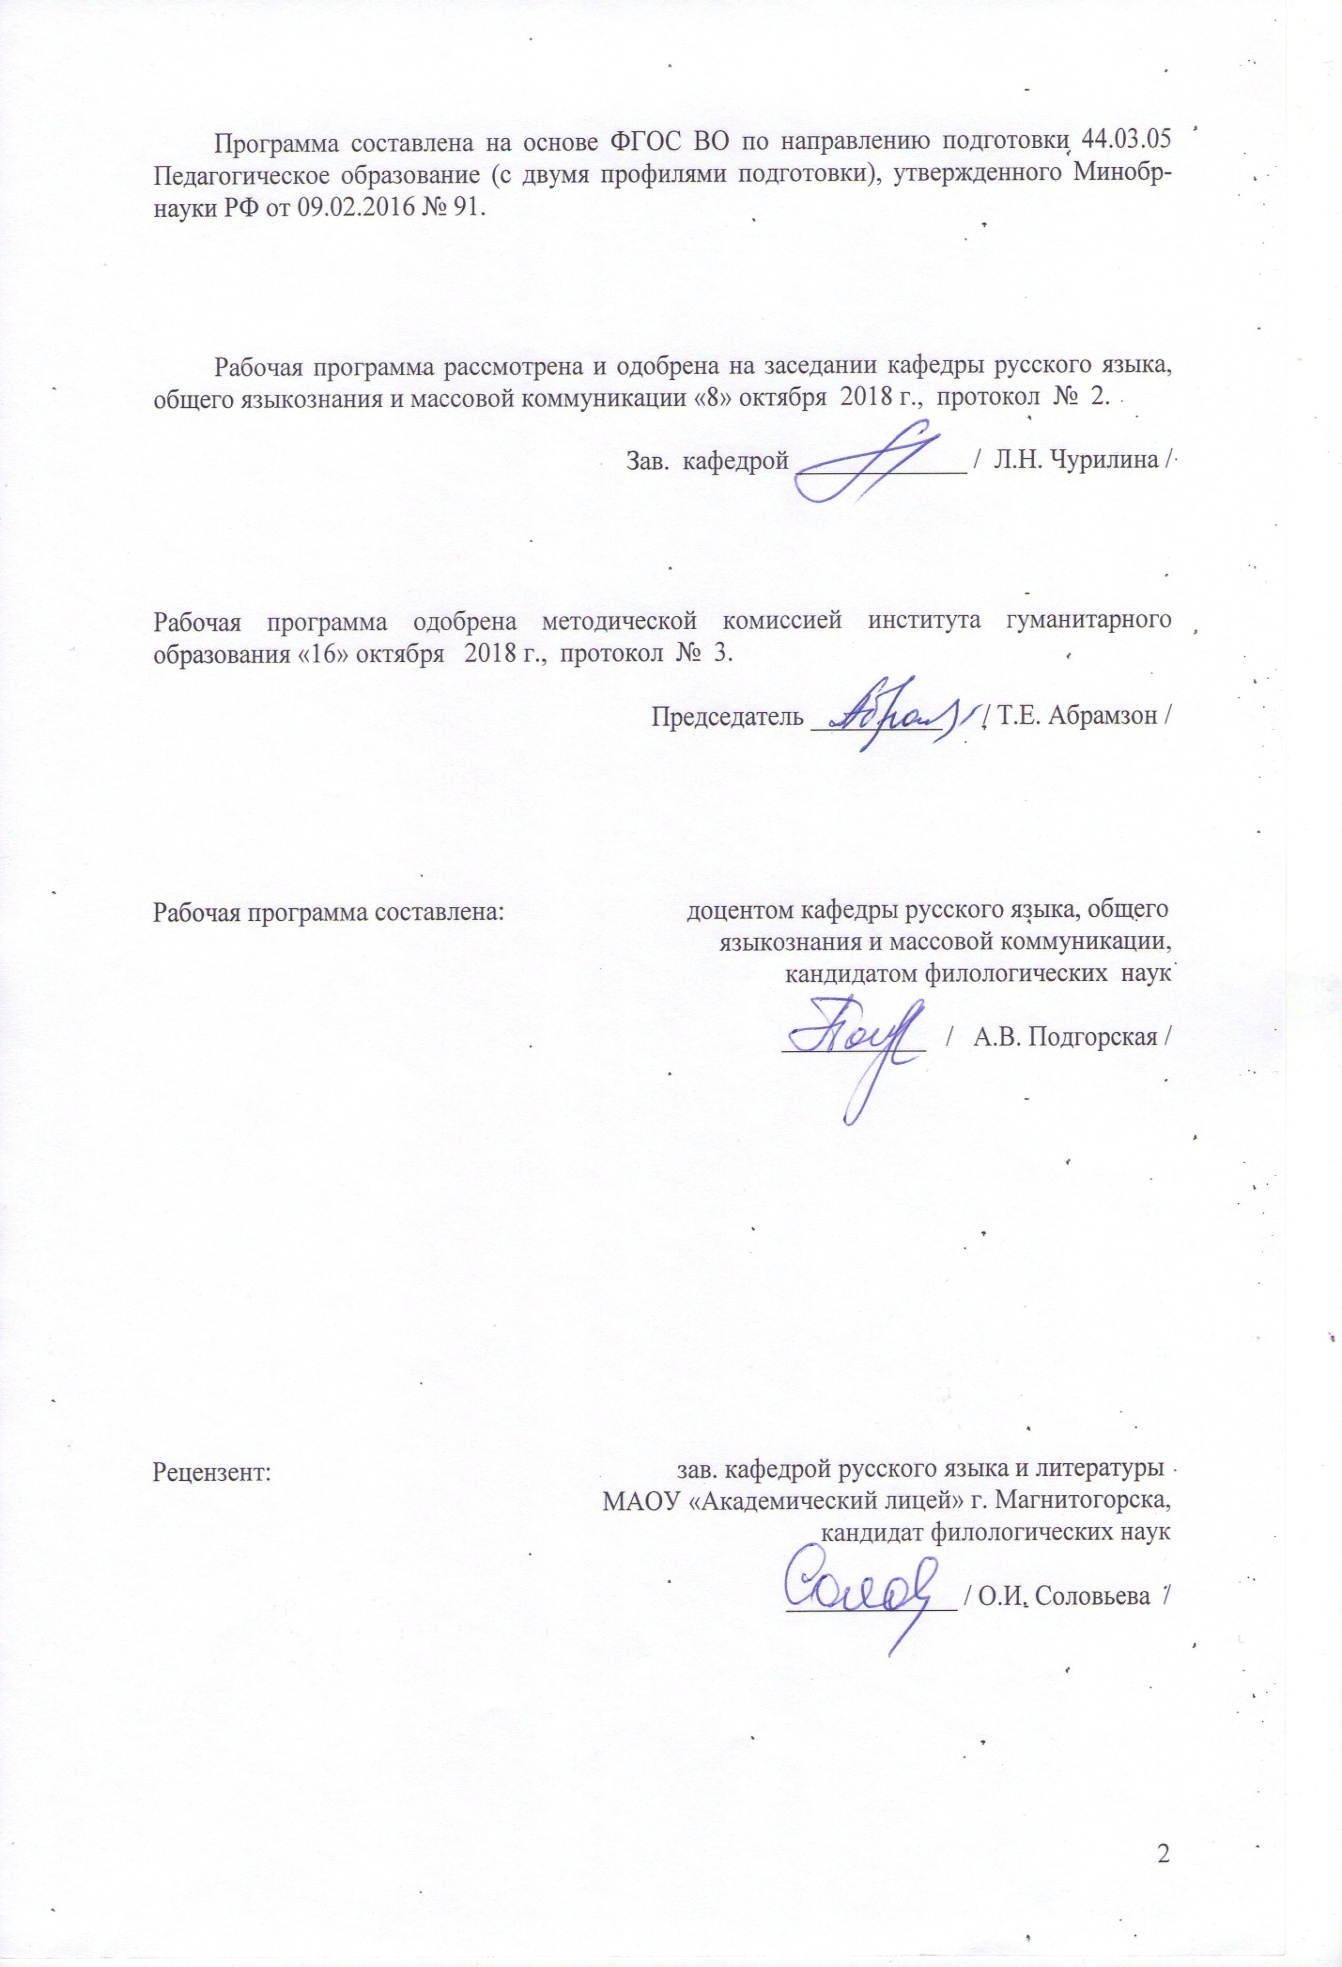 Программа составлена на основе ФГОС ВО по направлению подготовки 44.03.05
Педагогическое образование (с двумя профилями подготовки), утвержденного Минобр-
науки РФ от 09.02.2016 № 91.
Рабочая программа рассмотрена и одобрена на заседании кафедры русского языка,
общего языкознания и массовой коммуникации «8» октября 2018 г., протокол № 2.
Зав. кафедрой ____________ / Л.Н. Чурилина /
Рабочая программа одобрена методической комиссией института гуманитарного
образования «16» октября 2018 г., протокол № 3.
Председатель __________ / Т.Е. Абрамзон /
Рабочая программа составлена: доцентом кафедры русского языка, общего
языкознания и массовой коммуникации,
кандидатом филологических наук
___________ / А.В. Подгорская /
Рецензент: зав. кафедрой русского языка и литературы
МАОУ «Академический лицей» г. Магнитогорска,
кандидат филологических наук
____________ / О.И. Соловьева /
2